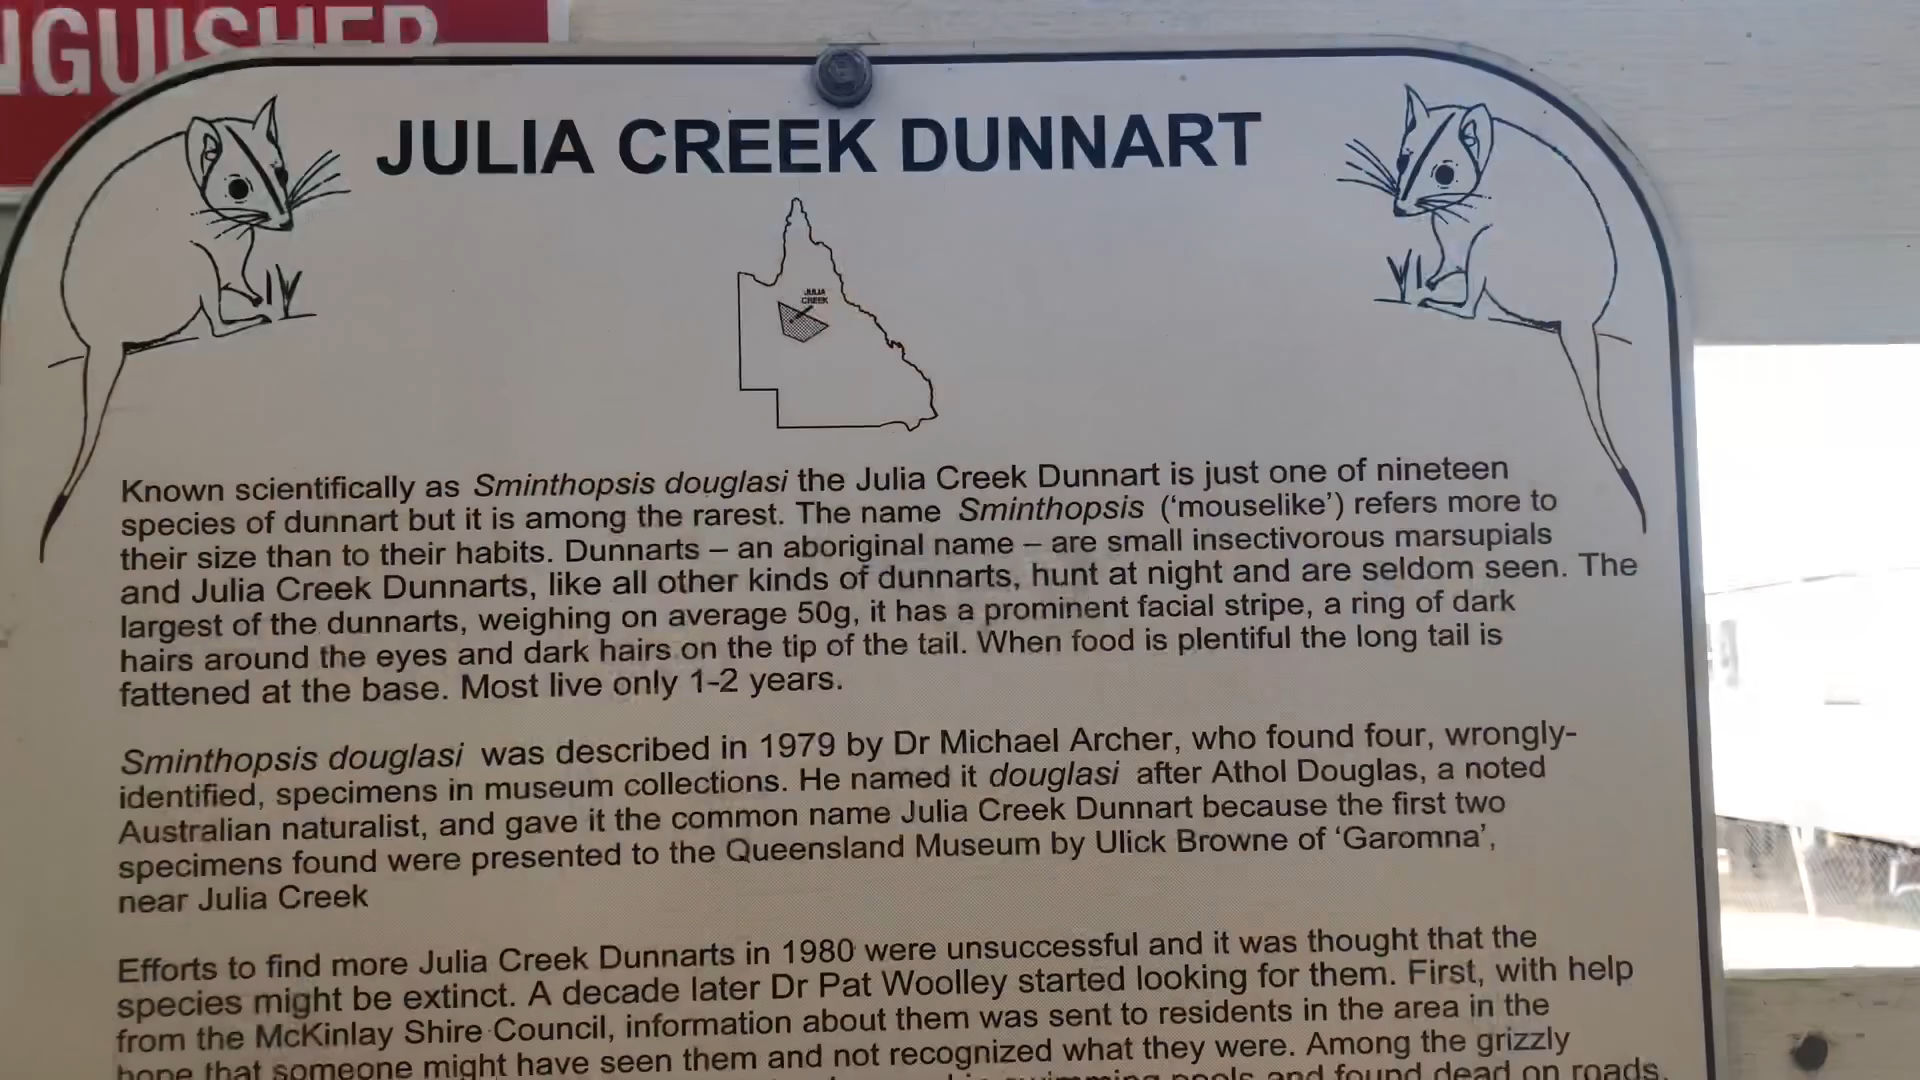 NGUISHER
JULIA CREEK DUNNART
JULIA
CREEK
Known scientifically as Sminthopsis douglasi the Julia Creek Dunnart is just one of nineteen
species of dunnart but it is among the rarest. The name Sminthopsis (‘mouselike’) refers more to
their size than to their habits. Dunnarts – an aboriginal name – are small insectivorous marsupials
and Julia Creek Dunnarts, like all other kinds of dunnarts, hunt at night and are seldom seen. The
largest of the dunnarts, weighing on average 50g, it has a prominent facial stripe, a ring of dark
hairs around the eyes and dark hairs on the tip of the tail. When food is plentiful the long tail is
fattened at the base. Most live only 1-2 years.
Sminthopsis douglasi was described in 1979 by Dr Michael Archer, who found four, wrongly-
identified, specimens in museum collections. He named it douglasi after Athol Douglas, a noted
Australian naturalist, and gave it the common name Julia Creek Dunnart because the first two
specimens found were presented to the Queensland Museum by Ulick Browne of ‘Garomna’,
near Julia Creek
Efforts to find more Julia Creek Dunnarts in 1980 were unsuccessful and it was thought that the
species might be extinct. A decade later Dr Pat Woolley started looking for them. First, with help
from the McKinlay Shire Council, information about them was sent to residents in the area in the
hope that someone might have seen them and not recognized what they were. Among the grizzly
swimming pools and found dead on roads.